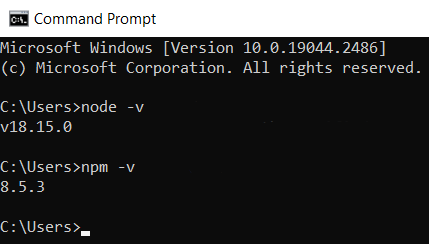 Command Prompt
Microsoft Windows [Version 10.0.19044.2486]
(c) Microsoft Corporation. All rights reserved.
C:\Users>node -v
v18.15.0
C:\Users>npm -v
8.5.3
C:\Users>